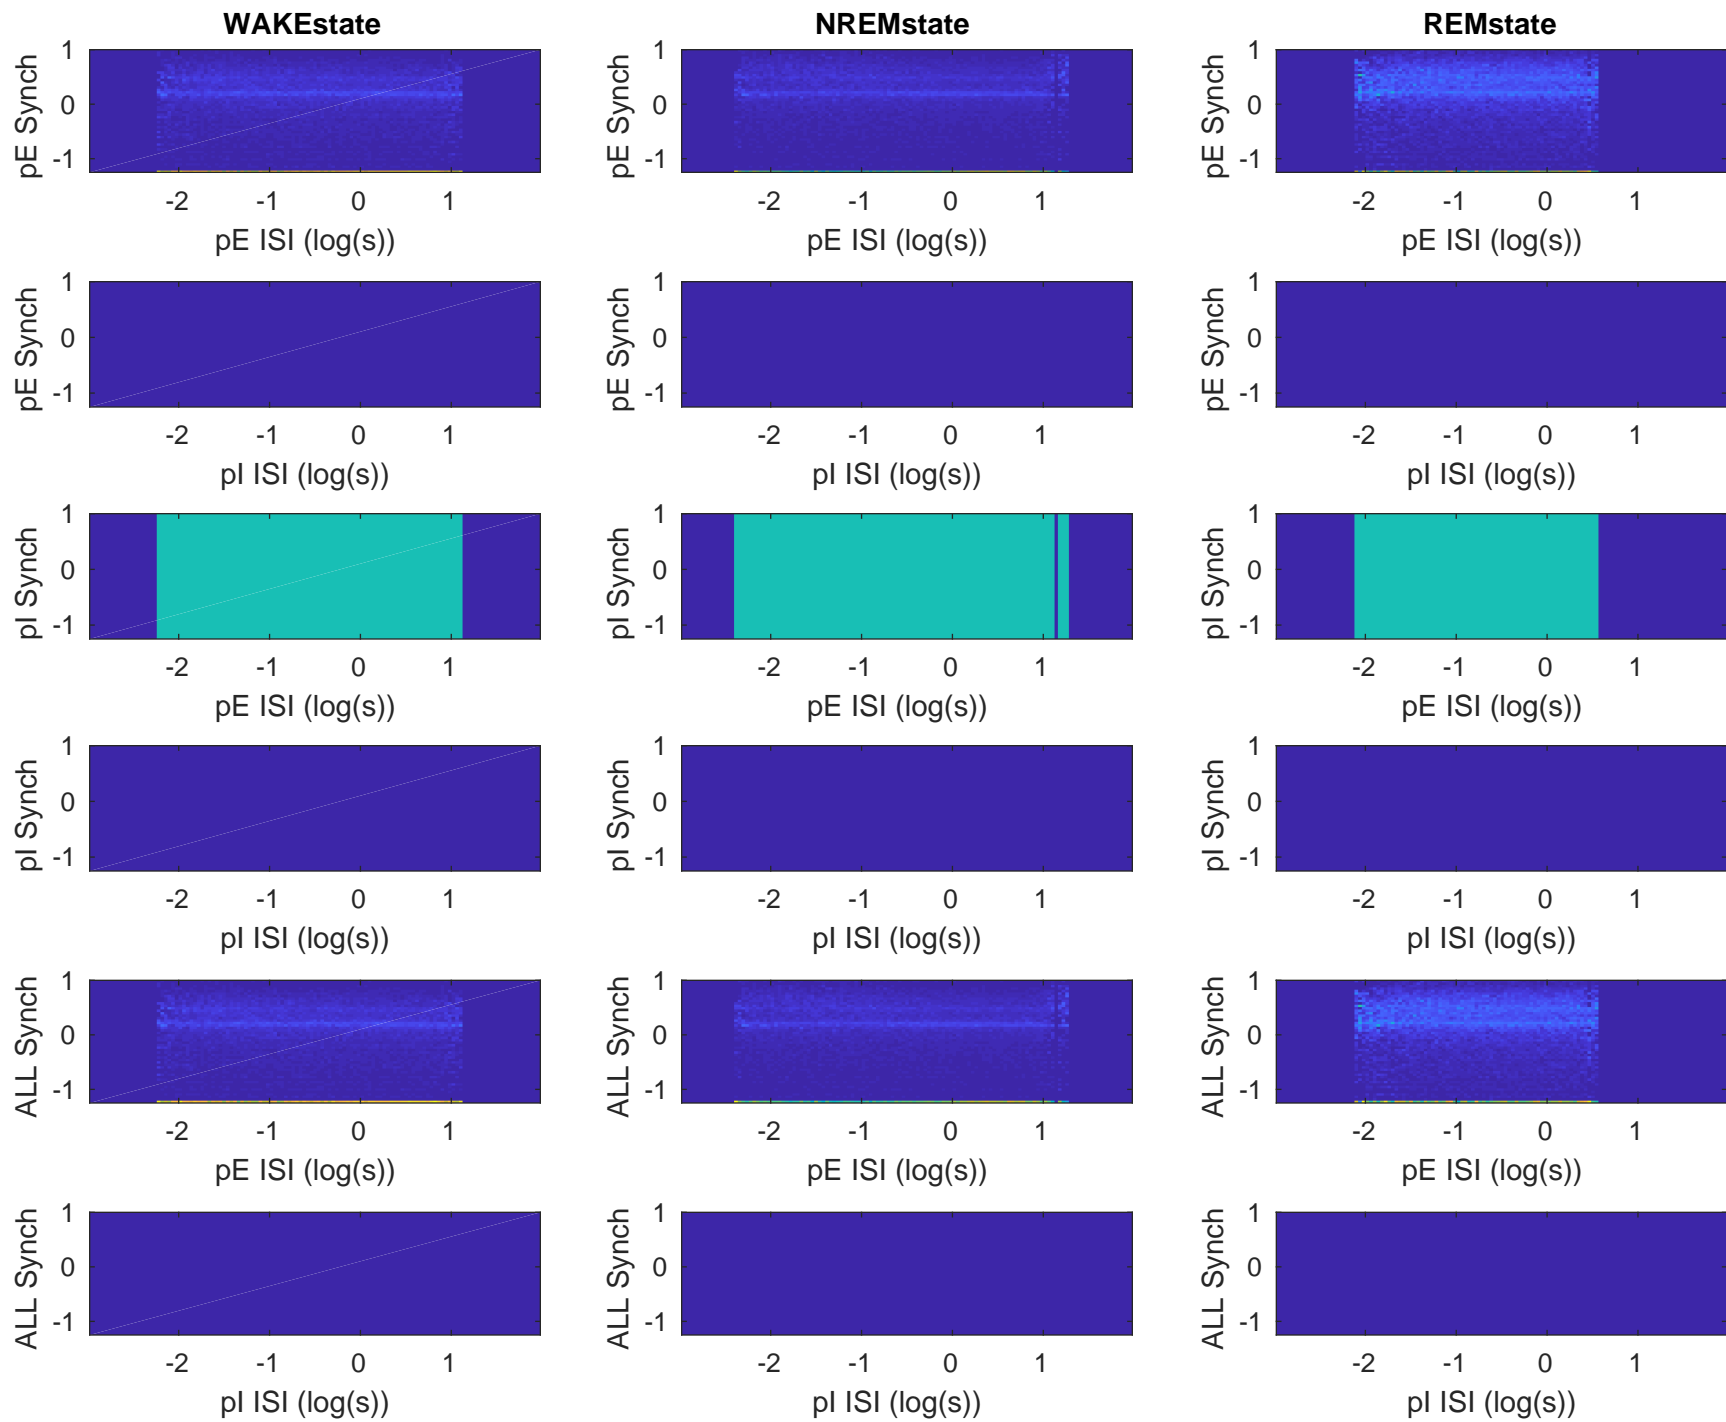 WAKEstate NREMstate REMstate
1 1 1
pE Synch 0 pE Synch 0 pE Synch 0
-1 -1 -1
-2 -1 0 1 -2 -1 0 1 -2 -1 0 1
pE ISI (log(s)) pE ISI (log(s)) pE ISI (log(s))
1 1 1
pE Synch 0 pE Synch 0 pE Synch 0
-1 -1 -1
-2 -1 0 1 -2 -1 0 1 -2 -1 0 1
pI ISI (log(s)) pI ISI (log(s)) pI ISI (log(s))
1 1 1
pI Synch 0 pI Synch 0 pI Synch 0
-1 -1 -1
-2 -1 0 1 -2 -1 0 1 -2 -1 0 1
pE ISI (log(s)) pE ISI (log(s)) pE ISI (log(s))
1 1 1
pI Synch 0 pI Synch 0 pI Synch 0
-1 -1 -1
-2 -1 0 1 -2 -1 0 1 -2 -1 0 1
pI ISI (log(s)) pI ISI (log(s)) pI ISI (log(s))
1 1 1
ALL Synch 0 ALL Synch 0 ALL Synch 0
-1 -1 -1
-2 -1 0 1 -2 -1 0 1 -2 -1 0 1
pE ISI (log(s)) pE ISI (log(s)) pE ISI (log(s))
1 1 1
ALL Synch 0 ALL Synch 0 ALL Synch 0
-1 -1 -1
-2 -1 0 1 -2 -1 0 1 -2 -1 0 1
pI ISI (log(s)) pI ISI (log(s)) pI ISI (log(s))